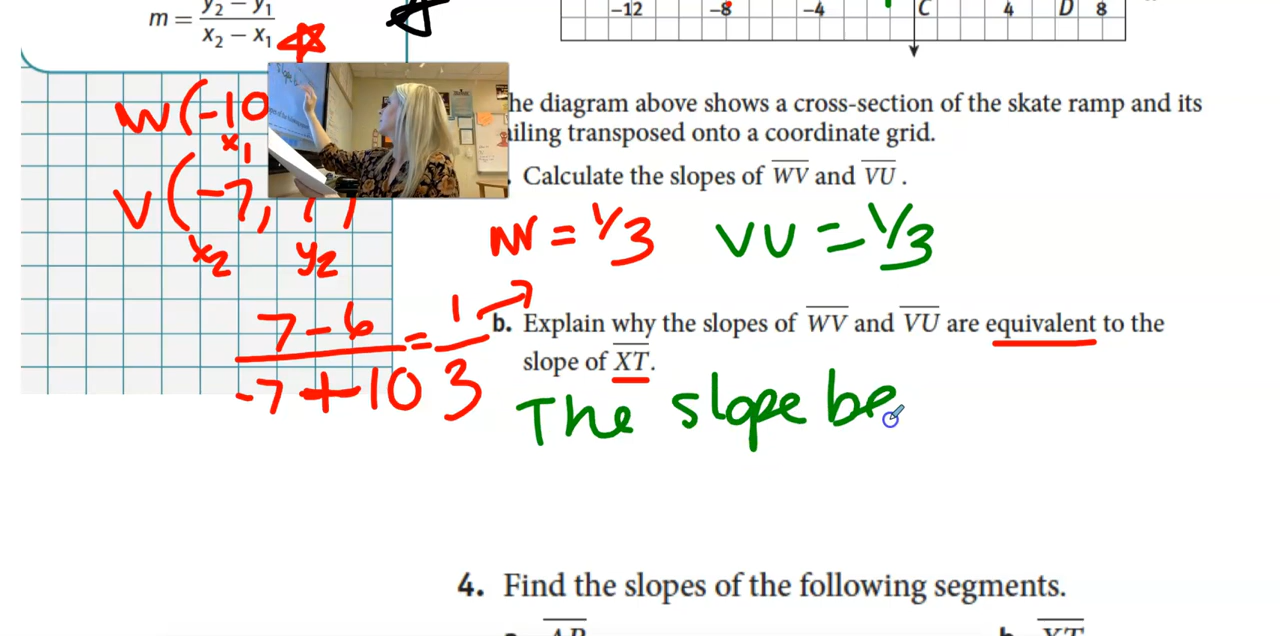 m = y₂ − y₁ / x₂ − x₁
−12 −8 −4 C 4 D 8
W(-10
x₁
V(-7, 7)
x₂ y₂
7-6 / -7+10 = 1/3
he diagram above shows a cross-section of the skate ramp and its
iling transposed onto a coordinate grid.
Calculate the slopes of WV and VU.
WV = 1/3 VU = 1/3
b. Explain why the slopes of WV and VU are equivalent to the
slope of XT.
The slope be
4. Find the slopes of the following segments.